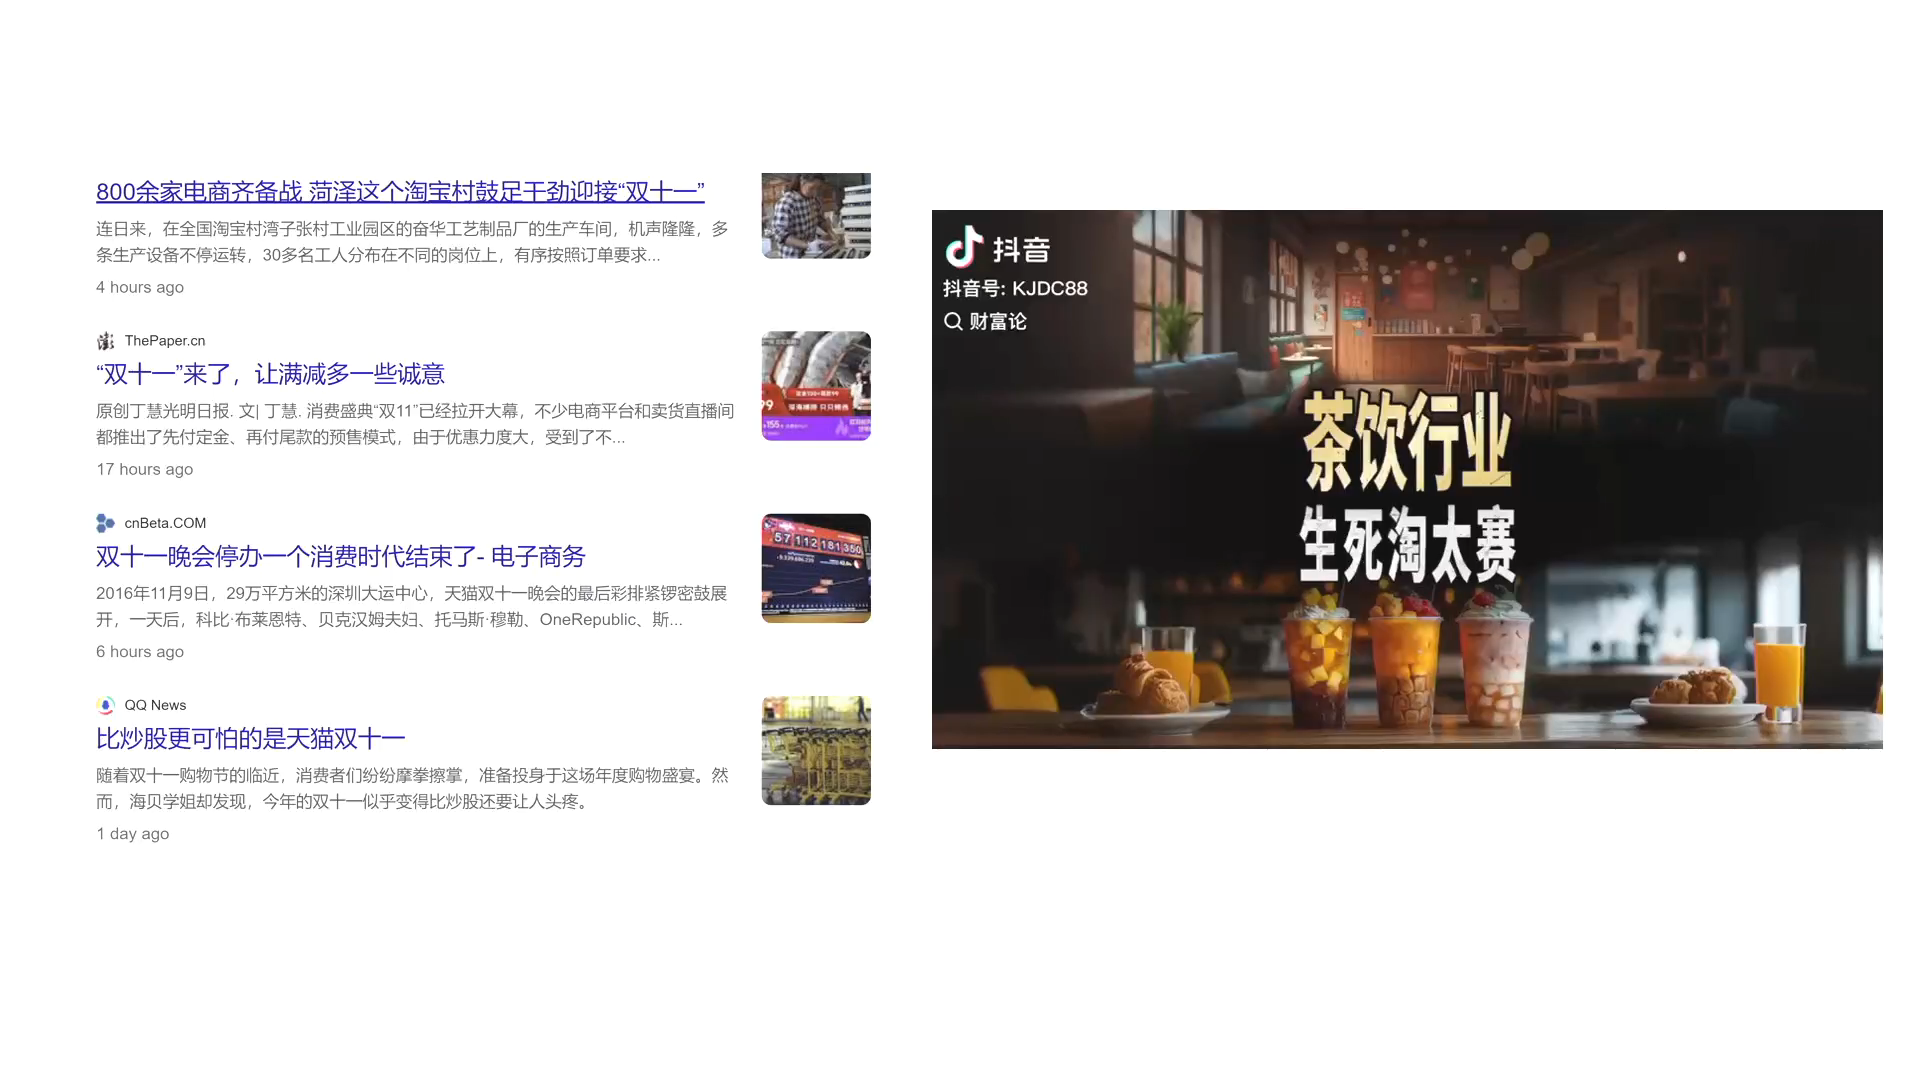 800余家电商齐备战 菏泽这个淘宝村鼓足干劲迎接“双十一”
连日来，在全国淘宝村湾子张村工业园区的奋华工艺制品厂的生产车间，机声隆隆，多
条生产设备不停运转，30多名工人分布在不同的岗位上，有序按照订单要求...
4 hours ago
ThePaper.cn
“双十一”来了，让满减多一些诚意
原创丁慧光明日报. 文| 丁慧. 消费盛典“双11”已经拉开大幕，不少电商平台和卖货直播间
都推出了先付定金、再付尾款的预售模式，由于优惠力度大，受到了不...
17 hours ago
cnBeta.COM
双十一晚会停办一个消费时代结束了- 电子商务
2016年11月9日，29万平方米的深圳大运中心，天猫双十一晚会的最后彩排紧锣密鼓展
开，一天后，科比·布莱恩特、贝克汉姆夫妇、托马斯·穆勒、OneRepublic、斯...
6 hours ago
57 112 181 350
QQ News
比炒股更可怕的是天猫双十一
随着双十一购物节的临近，消费者们纷纷摩拳擦掌，准备投身于这场年度购物盛宴。然
而，海贝学姐却发现，今年的双十一似乎变得比炒股还要让人头疼。
1 day ago
抖音
抖音号: KJDC88
财富论
茶饮行业
生死淘太赛